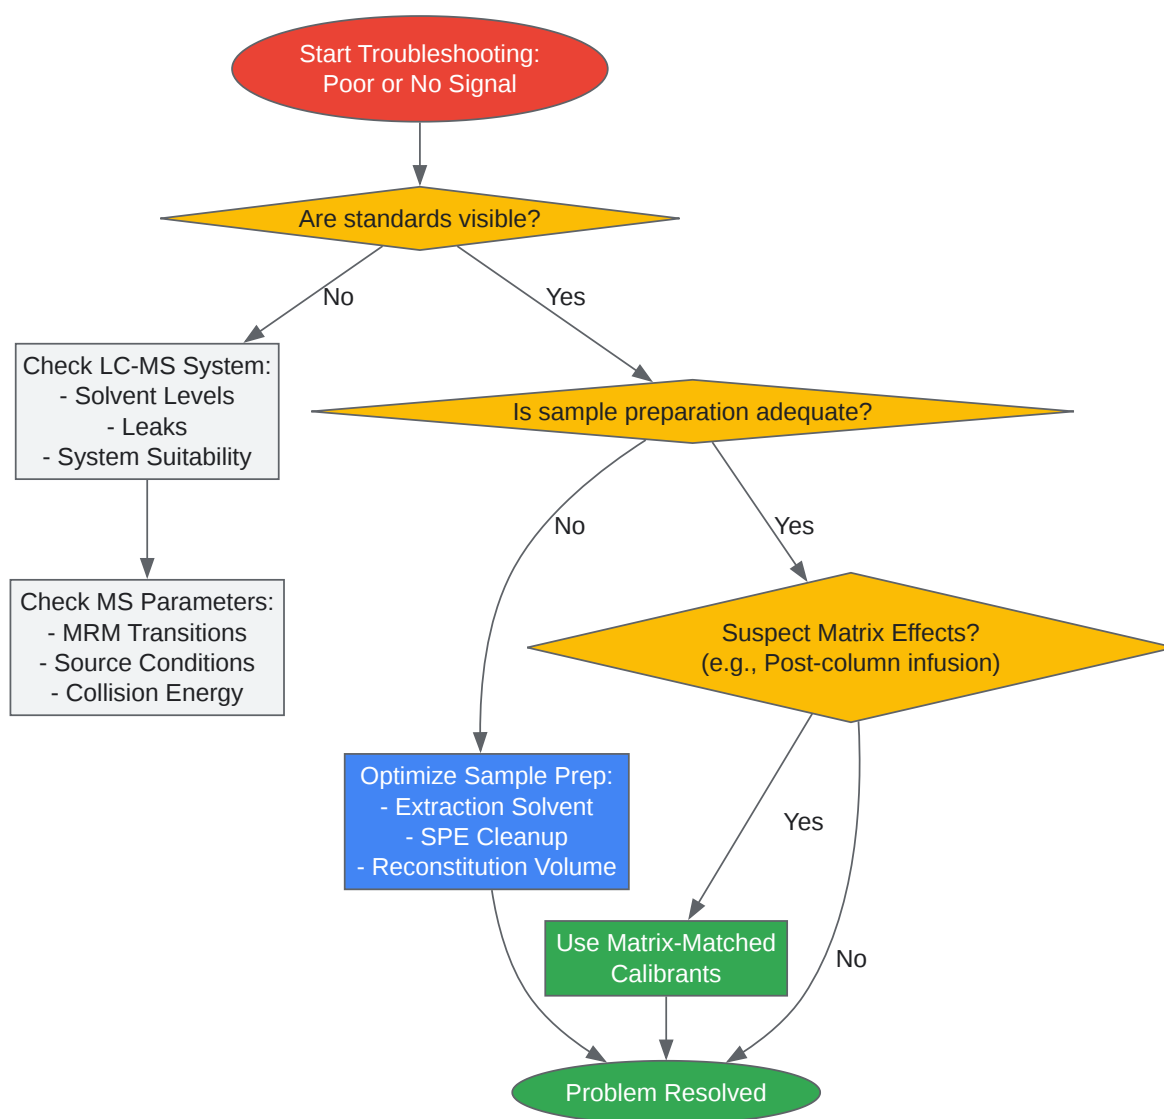 Start Troubleshooting:
Poor or No Signal
Are standards visible?
No
Yes
Check LC-MS System:
- Solvent Levels
- Leaks
- System Suitability
Is sample preparation adequate?
No
Yes
Check MS Parameters:
- MRM Transitions
- Source Conditions
- Collision Energy
Suspect Matrix Effects?
(e.g., Post-column infusion)
Optimize Sample Prep:
- Extraction Solvent
- SPE Cleanup
- Reconstitution Volume
Yes
Use Matrix-Matched
Calibrants
No
Problem Resolved